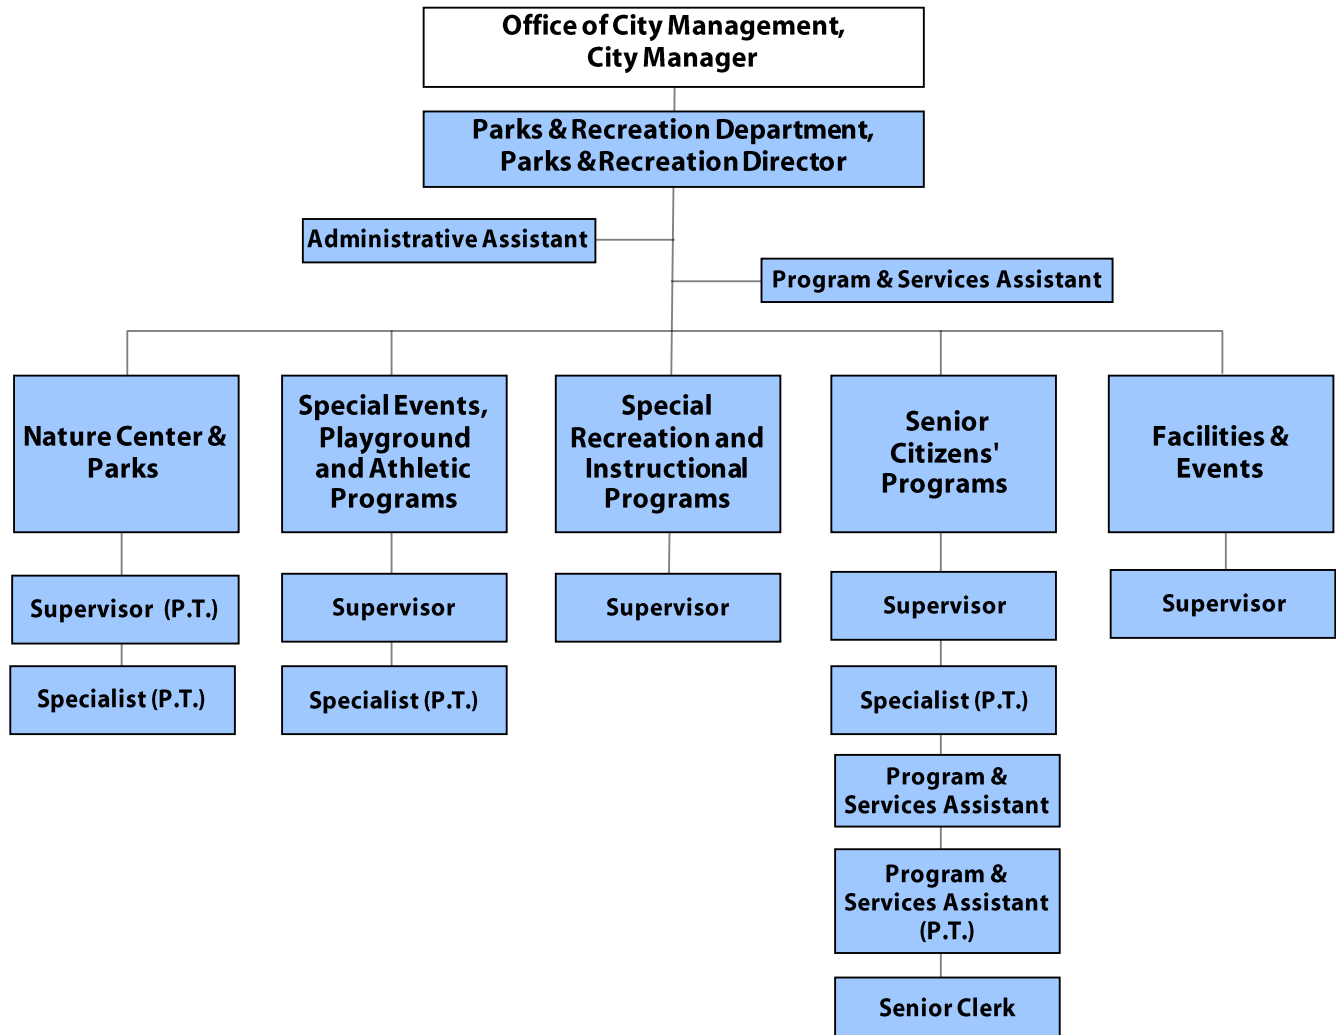 Office of City Management,
City Manager
Parks & Recreation Department,
Parks & Recreation Director
Administrative Assistant
Program & Services Assistant
Nature Center &
Parks
Special Events,
Playground
and Athletic
Programs
Special
Recreation and
Instructional
Programs
Senior
Citizens'
Programs
Facilities &
Events
Supervisor (P.T.)
Supervisor
Supervisor
Supervisor
Supervisor
Specialist (P.T.)
Specialist (P.T.)
Specialist (P.T.)
Program &
Services Assistant
Program &
Services Assistant
(P.T.)
Senior Clerk